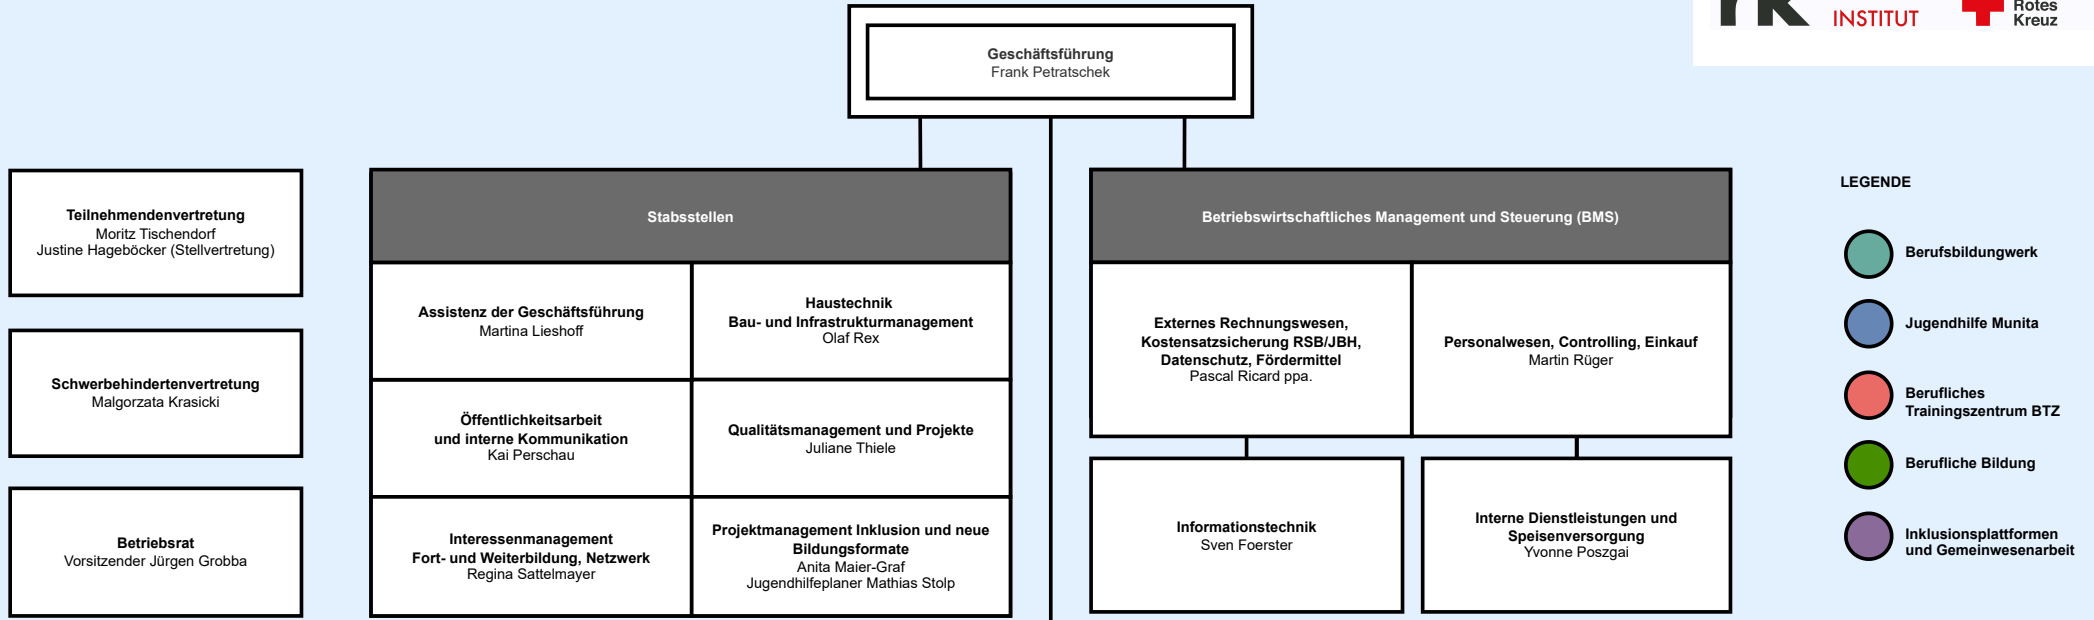 INSTITUT
Rotes
Kreuz
Geschäftsführung
Frank Petratschek
Teilnehmendenvertretung
Moritz Tischendorf
Justine Hageböcker (Stellvertretung)
Schwerbehindertenvertretung
Malgorzata Krasicki
Betriebsrat
Vorsitzender Jürgen Grobba
Stabsstellen
Assistenz der Geschäftsführung
Martina Lieshoff
Haustechnik
Bau- und Infrastrukturmanagement
Olaf Rex
Öffentlichkeitsarbeit
und interne Kommunikation
Kai Perschau
Qualitätsmanagement und Projekte
Juliane Thiele
Interessenmanagement
Fort- und Weiterbildung, Netzwerk
Regina Sattelmayer
Projektmanagement Inklusion und neue
Bildungsformate
Anita Maier-Graf
Jugendhilfeplaner Mathias Stolp
Betriebswirtschaftliches Management und Steuerung (BMS)
Externes Rechnungswesen,
Kostensatzsicherung RSB/JBH,
Datenschutz, Fördermittel
Pascal Ricard ppa.
Personalwesen, Controlling, Einkauf
Martin Rüger
Informationstechnik
Sven Foerster
Interne Dienstleistungen und
Speisenversorgung
Yvonne Poszgai
LEGENDE
Berufsbildungwerk
Jugendhilfe Munita
Berufliches
Trainingszentrum BTZ
Berufliche Bildung
Inklusionsplattformen
und Gemeinwesenarbeit